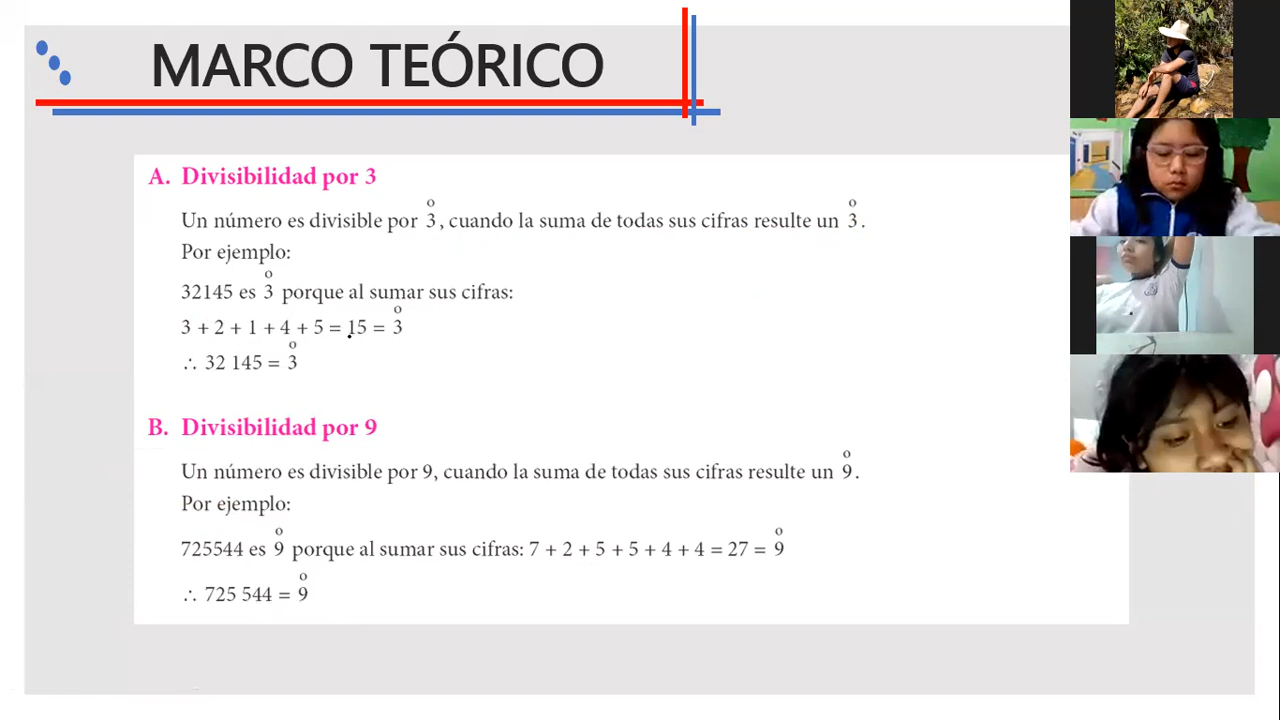 MARCO TEÓRICO
A. Divisibilidad por 3
Un número es divisible por 3̊, cuando la suma de todas sus cifras resulte un 3̊.
Por ejemplo:
32145 es 3̊ porque al sumar sus cifras:
3 + 2 + 1 + 4 + 5 = 15 = 3̊
∴ 32 145 = 3̊
B. Divisibilidad por 9
Un número es divisible por 9, cuando la suma de todas sus cifras resulte un 9̊.
Por ejemplo:
725544 es 9̊ porque al sumar sus cifras: 7 + 2 + 5 + 5 + 4 + 4 = 27 = 9̊
∴ 725 544 = 9̊